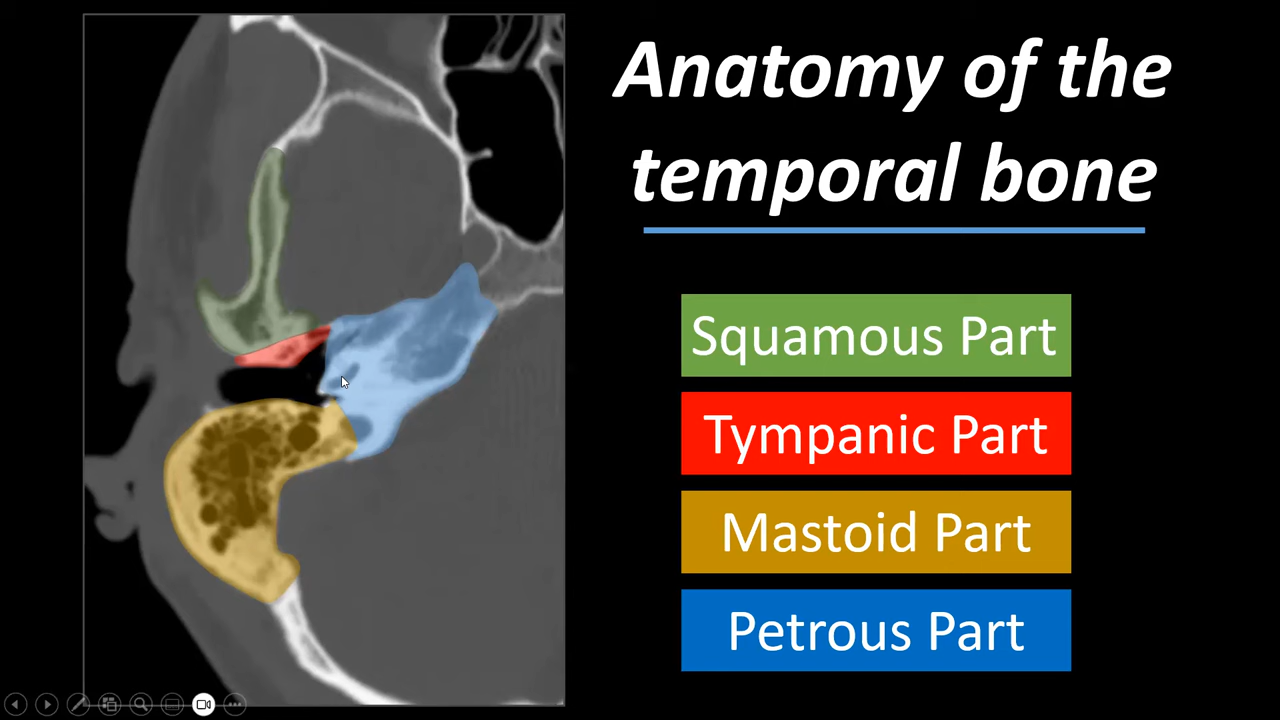 Anatomy of the
temporal bone
Squamous Part
Tympanic Part
Mastoid Part
Petrous Part